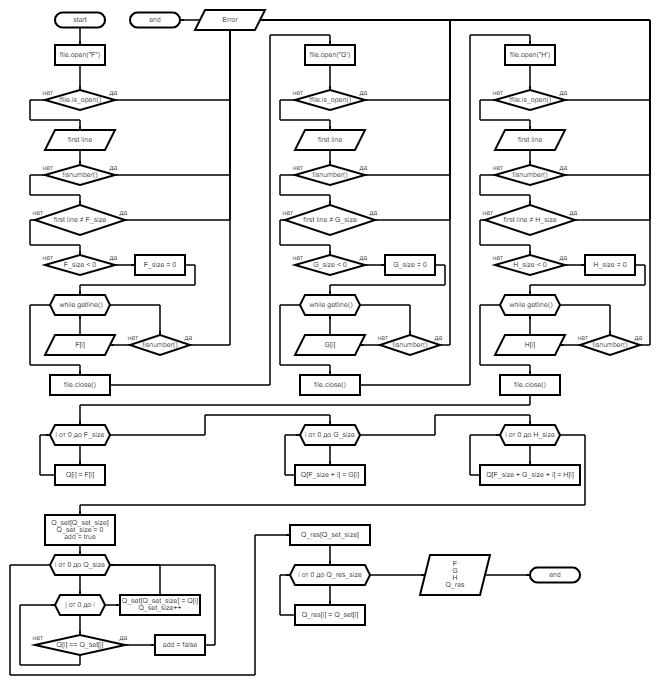 start
end
Error
file.open("F")
file.open("G")
file.open("H")
нет
да
!file.is_open()
нет
да
!file.is_open()
нет
да
!file.is_open()
first line
first line
first line
нет
да
!isnumber()
нет
да
!isnumber()
нет
да
!isnumber()
нет
да
first line ≠ F_size
нет
да
first line ≠ G_size
нет
да
first line ≠ H_size
нет
да
F_size < 0
F_size = 0
нет
да
G_size < 0
G_size = 0
нет
да
H_size < 0
H_size = 0
while getline()
while getline()
while getline()
F[i]
нет
да
!isnumber()
G[i]
нет
да
!isnumber()
H[i]
нет
да
!isnumber()
file.close()
file.close()
file.close()
i от 0 до F_size
i от 0 до G_size
i от 0 до H_size
Q[i] = F[i]
Q[F_size + i] = G[i]
Q[F_size + G_size + i] = H[i]
Q_set[Q_set_size]
Q_set_size = 0
add = true
Q_res[Q_set_size]
i от 0 до Q_size
i от 0 до Q_res_size
F
G
H
Q_res
end
j от 0 до i
Q_set[Q_set_size] = Q[i]
Q_set_size++
Q_res[i] = Q_set[i]
нет
да
Q[i] == Q_set[j]
add = false